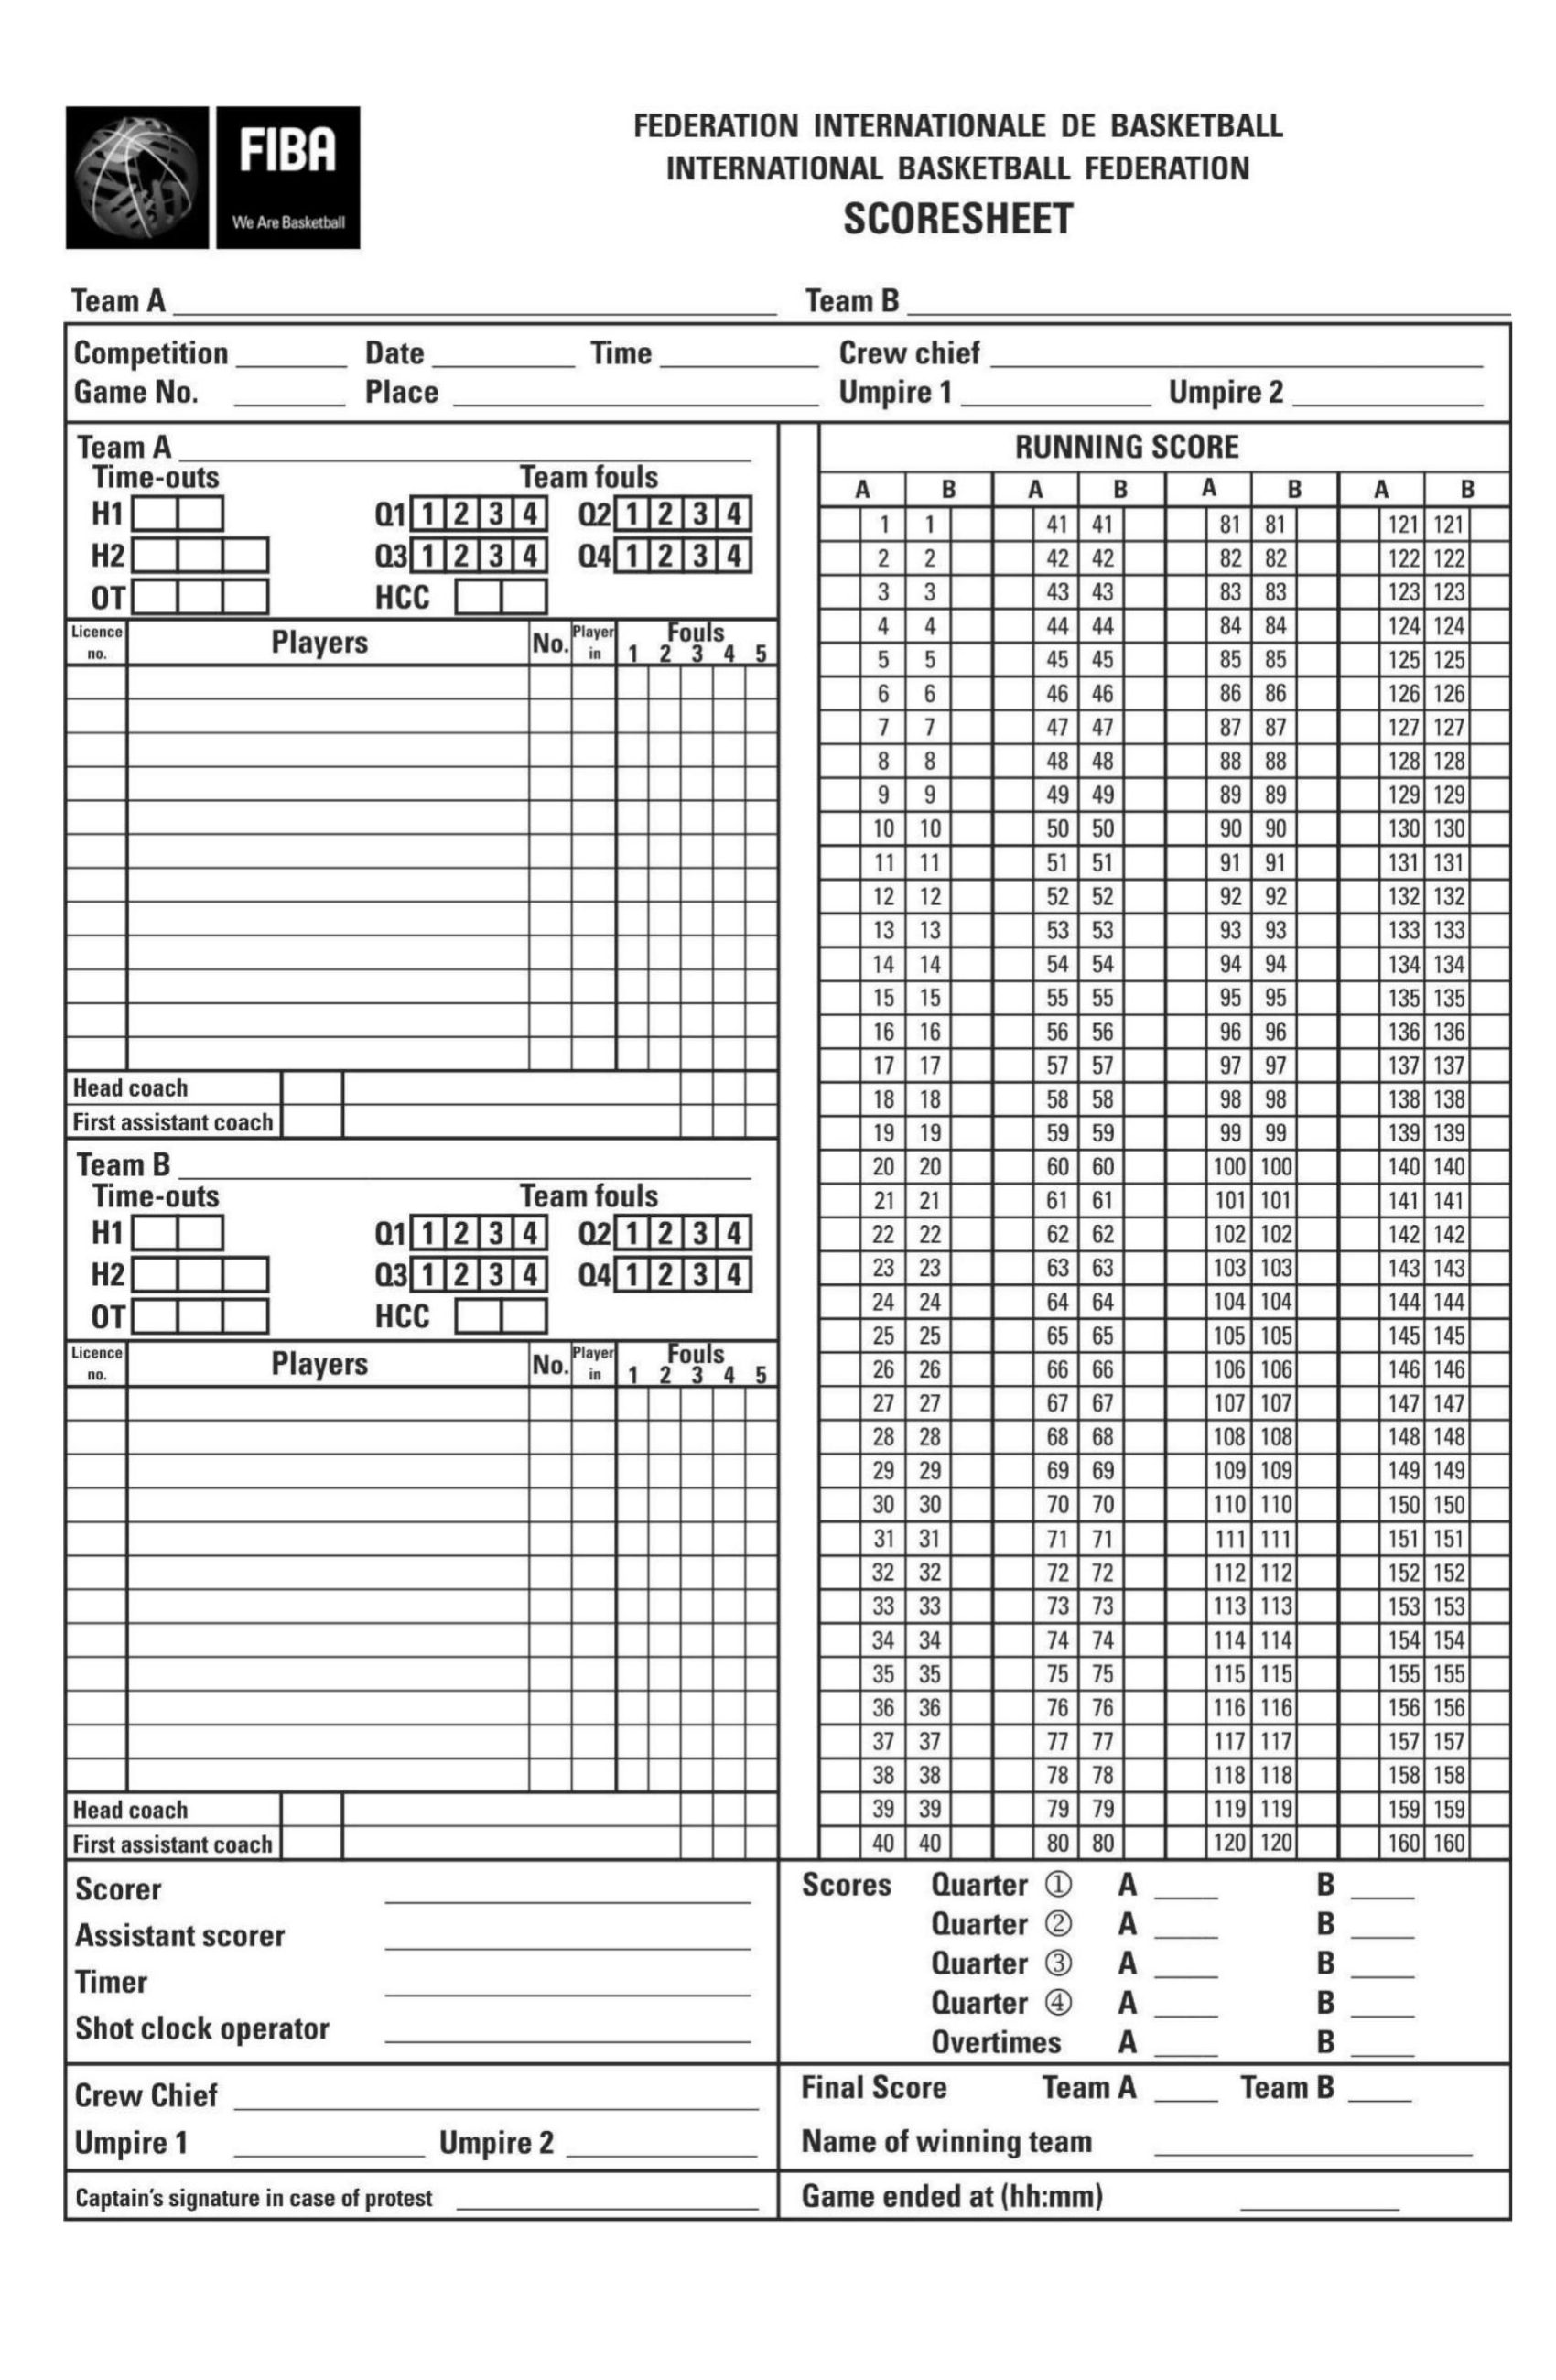 FIBA
We Are Basketball
FEDERATION INTERNATIONALE DE BASKETBALL
INTERNATIONAL BASKETBALL FEDERATION
SCORESHEET
Team A Team B
Competition Date Time Crew chief
Game No. Place Umpire 1 Umpire 2
Team A
Time-outs Team fouls
H1 Q1 1 2 3 4 Q2 1 2 3 4
H2 Q3 1 2 3 4 Q4 1 2 3 4
OT HCC
Licence no. Players No. Player in Fouls
1 2 3 4 5
Head coach
First assistant coach
Team B
Time-outs Team fouls
H1 Q1 1 2 3 4 Q2 1 2 3 4
H2 Q3 1 2 3 4 Q4 1 2 3 4
OT HCC
Licence no. Players No. Player in Fouls
1 2 3 4 5
Head coach
First assistant coach
RUNNING SCORE
A B A B A B A B
1 1 41 41 81 81 121 121
2 2 42 42 82 82 122 122
3 3 43 43 83 83 123 123
4 4 44 44 84 84 124 124
5 5 45 45 85 85 125 125
6 6 46 46 86 86 126 126
7 7 47 47 87 87 127 127
8 8 48 48 88 88 128 128
9 9 49 49 89 89 129 129
10 10 50 50 90 90 130 130
11 11 51 51 91 91 131 131
12 12 52 52 92 92 132 132
13 13 53 53 93 93 133 133
14 14 54 54 94 94 134 134
15 15 55 55 95 95 135 135
16 16 56 56 96 96 136 136
17 17 57 57 97 97 137 137
18 18 58 58 98 98 138 138
19 19 59 59 99 99 139 139
20 20 60 60 100 100 140 140
21 21 61 61 101 101 141 141
22 22 62 62 102 102 142 142
23 23 63 63 103 103 143 143
24 24 64 64 104 104 144 144
25 25 65 65 105 105 145 145
26 26 66 66 106 106 146 146
27 27 67 67 107 107 147 147
28 28 68 68 108 108 148 148
29 29 69 69 109 109 149 149
30 30 70 70 110 110 150 150
31 31 71 71 111 111 151 151
32 32 72 72 112 112 152 152
33 33 73 73 113 113 153 153
34 34 74 74 114 114 154 154
35 35 75 75 115 115 155 155
36 36 76 76 116 116 156 156
37 37 77 77 117 117 157 157
38 38 78 78 118 118 158 158
39 39 79 79 119 119 159 159
40 40 80 80 120 120 160 160
Scorer
Assistant scorer
Timer
Shot clock operator
Scores Quarter ① A B
Quarter ② A B
Quarter ③ A B
Quarter ④ A B
Overtimes A B
Crew Chief
Umpire 1 Umpire 2
Captain's signature in case of protest
Final Score Team A Team B
Name of winning team
Game ended at (hh:mm)